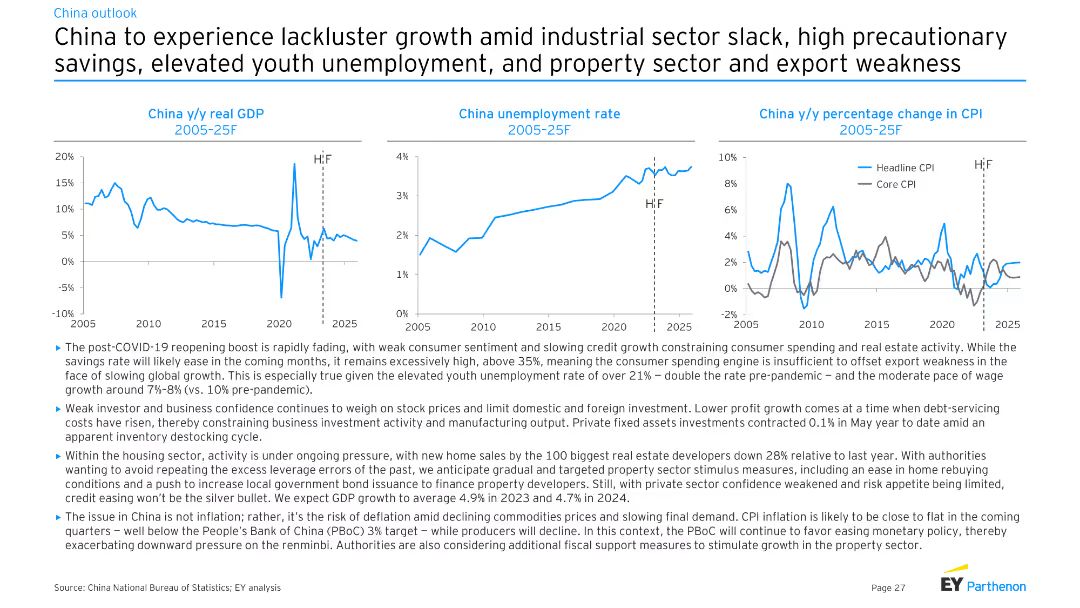 China outlook
China to experience lackluster growth amid industrial sector slack, high precautionary
savings, elevated youth unemployment, and property sector and export weakness
China y/y real GDP
2005–25F
20%
15%
10%
5%
0%
-5%
-10%
2005
2010
2015
2020
2025
H F
China unemployment rate
2005–25F
4%
3%
2%
1%
0%
2005
2010
2015
2020
2025
H F
China y/y percentage change in CPI
2005–25F
10%
8%
6%
4%
2%
0%
-2%
2005
2010
2015
2020
2025
Headline CPI
Core CPI
H F
▸ The post-COVID-19 reopening boost is rapidly fading, with weak consumer sentiment and slowing credit growth constraining consumer spending and real estate activity. While the
savings rate will likely ease in the coming months, it remains excessively high, above 35%, meaning the consumer spending engine is insufficient to offset export weakness in the
face of slowing global growth. This is especially true given the elevated youth unemployment rate of over 21% — double the rate pre-pandemic — and the moderate pace of wage
growth around 7%–8% (vs. 10% pre-pandemic).
▸ Weak investor and business confidence continues to weigh on stock prices and limit domestic and foreign investment. Lower profit growth comes at a time when debt-servicing
costs have risen, thereby constraining business investment activity and manufacturing output. Private fixed assets investments contracted 0.1% in May year to date amid an
apparent inventory destocking cycle.
▸ Within the housing sector, activity is under ongoing pressure, with new home sales by the 100 biggest real estate developers down 28% relative to last year. With authorities
wanting to avoid repeating the excess leverage errors of the past, we anticipate gradual and targeted property sector stimulus measures, including an ease in home rebuying
conditions and a push to increase local government bond issuance to finance property developers. Still, with private sector confidence weakened and risk appetite being limited,
credit easing won't be the silver bullet. We expect GDP growth to average 4.9% in 2023 and 4.7% in 2024.
▸ The issue in China is not inflation; rather, it's the risk of deflation amid declining commodities prices and slowing final demand. CPI inflation is likely to be close to flat in the coming
quarters — well below the People's Bank of China (PBoC) 3% target — while producers will decline. In this context, the PBoC will continue to favor easing monetary policy, thereby
exacerbating downward pressure on the renminbi. Authorities are also considering additional fiscal support measures to stimulate growth in the property sector.
Source: China National Bureau of Statistics; EY analysis
Page 27
EY Parthenon